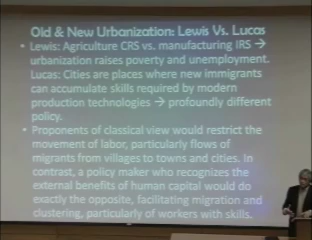 Old & New Urbanization: Lewis Vs. Lucas
• Lewis: Agriculture CRS vs. manufacturing IRS →
urbanization raises poverty and unemployment.
Lucas: Cities are places where new immigrants
can accumulate skills required by modern
production technologies → profoundly different
policy.
• Proponents of classical view would restrict the
movement of labor, particularly flows of
migrants from villages to towns and cities. In
contrast, a policy maker who recognizes the
external benefits of human capital would do
exactly the opposite, facilitating migration and
clustering, particularly of workers with skills.